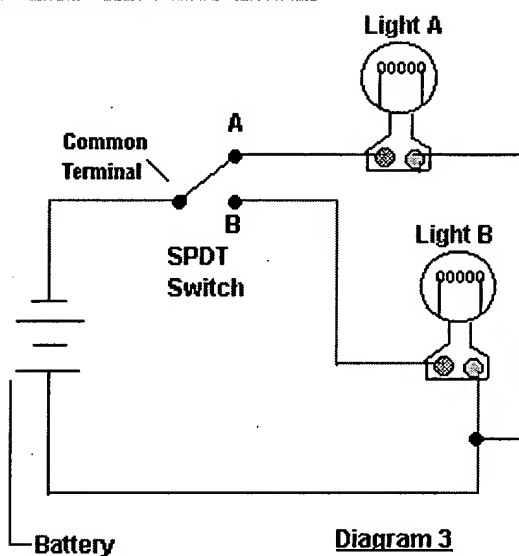 Light A
A
Common
Terminal
B
SPDT
Switch
Light B
Battery
Diagram 3